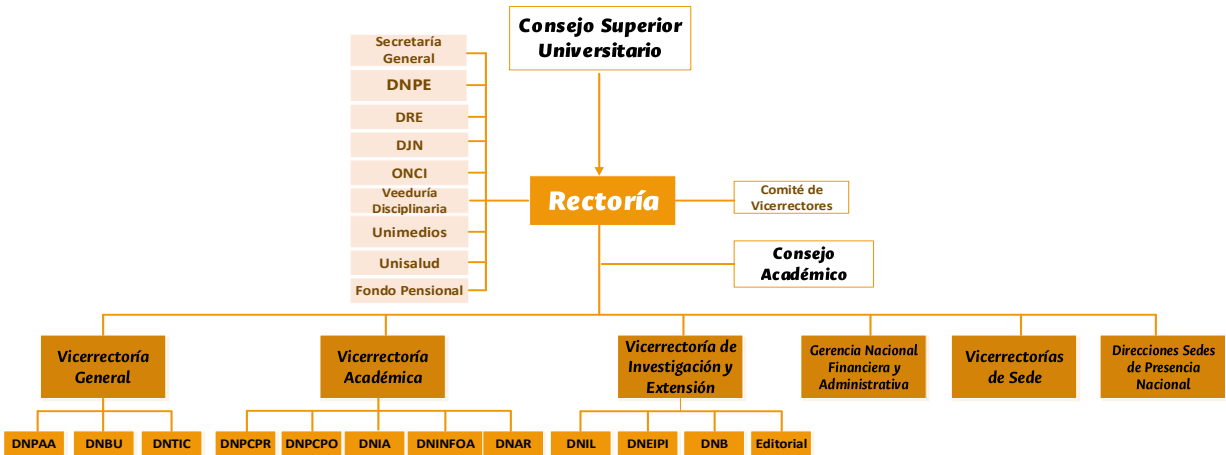 Consejo Superior
Universitario
Secretaría
General
DNPE
DRE
DJN
ONCI
Veeduría
Disciplinaria
Unimedios
Unisalud
Fondo Pensional
Rectoría
Comité de
Vicerrectores
Consejo
Académico
Vicerrectoría
General
Vicerrectoría
Académica
Vicerrectoría de
Investigación y
Extensión
Gerencia Nacional
Financiera y
Administrativa
Vicerrectorías
de Sede
Direcciones Sedes
de Presencia
Nacional
DNPAA
DNBU
DNTIC
DNPCPR
DNPCPO
DNIA
DNINFOA
DNAR
DNIL
DNEIPI
DNB
Editorial